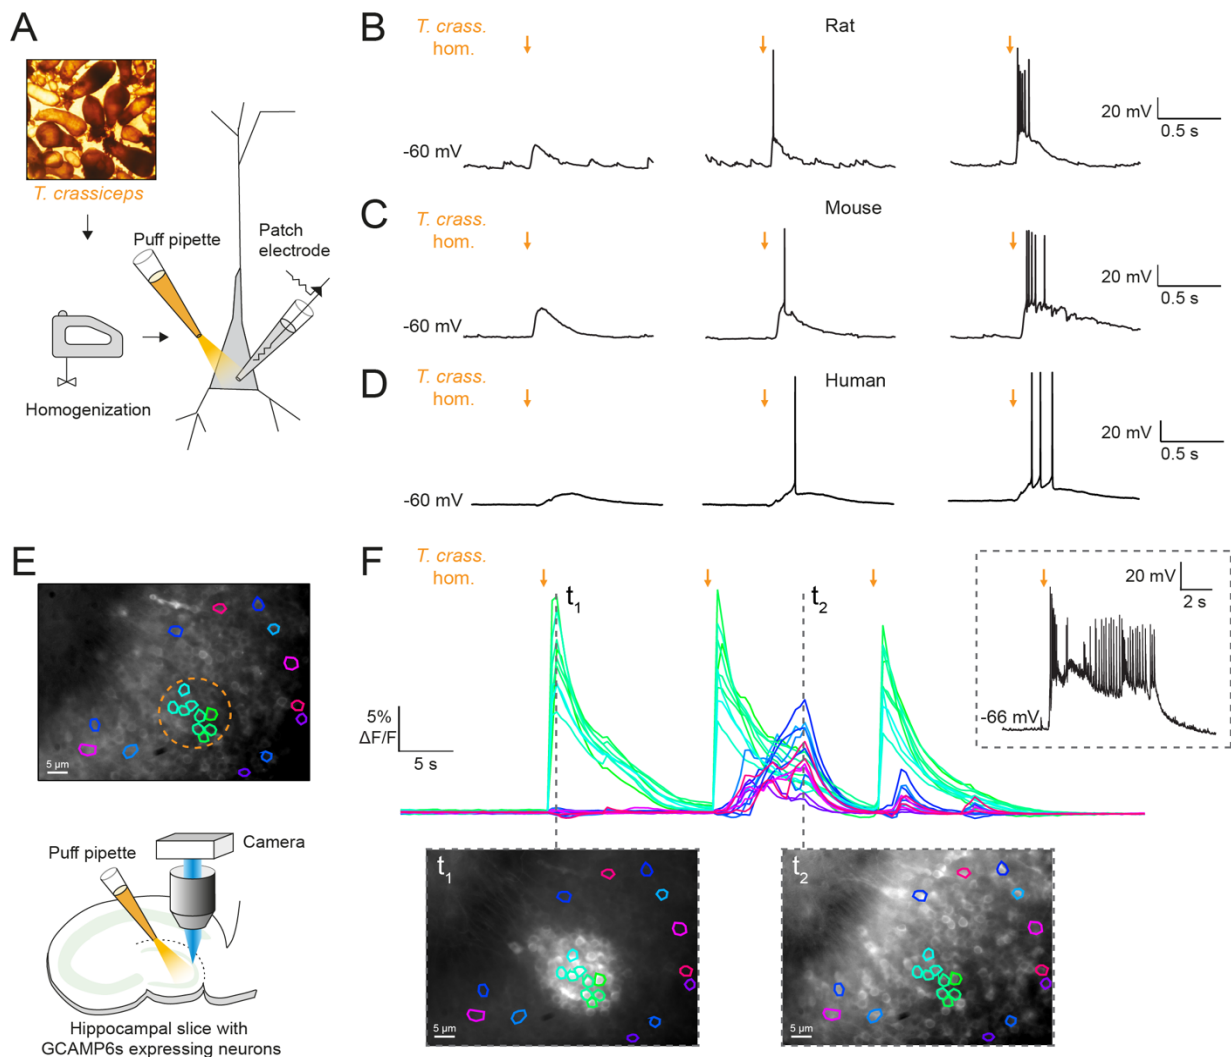 A
T. crassiceps
Puff pipette
Patch
electrode
Homogenization
B
T. crass.
hom.
Rat
-60 mV
20 mV
0.5 s
C
T. crass.
hom.
Mouse
-60 mV
20 mV
0.5 s
D
T. crass.
hom.
Human
-60 mV
20 mV
0.5 s
E
5 µm
Puff pipette
Camera
Hippocampal slice with
GCAMP6s expressing neurons
F
T. crass.
hom.
t1
t2
5%
ΔF/F
5 s
20 mV
2 s
-66 mV
t1
5 µm
t2
5 µm